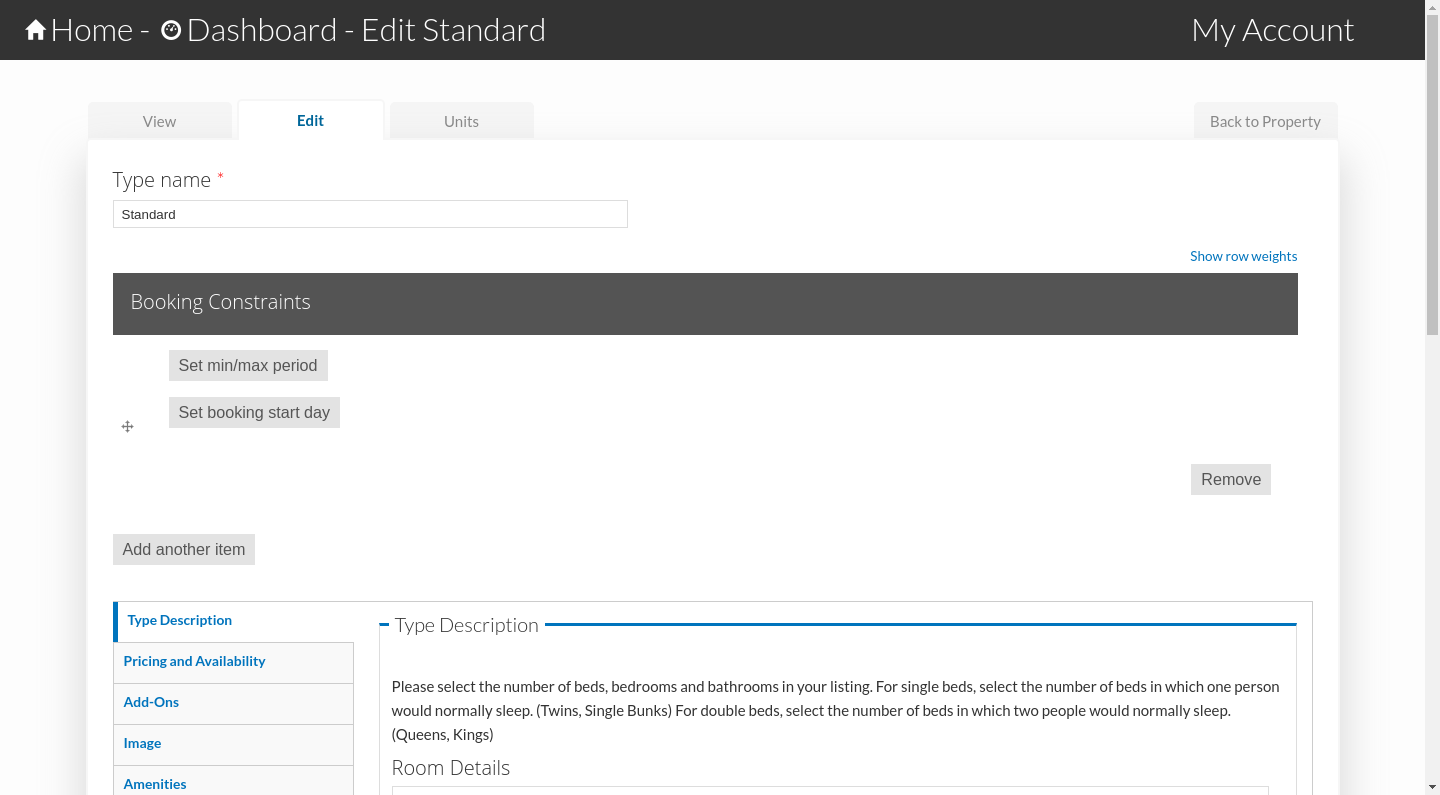 Home - Dashboard - Edit Standard
My Account
View
Edit
Units
Back to Property
Type name *
Standard
Show row weights
Booking Constraints
Set min/max period
Set booking start day
Remove
Add another item
Type Description
Pricing and Availability
Add-Ons
Image
Amenities
Type Description
Please select the number of beds, bedrooms and bathrooms in your listing. For single beds, select the number of beds in which one person
would normally sleep. (Twins, Single Bunks) For double beds, select the number of beds in which two people would normally sleep.
(Queens, Kings)
Room Details